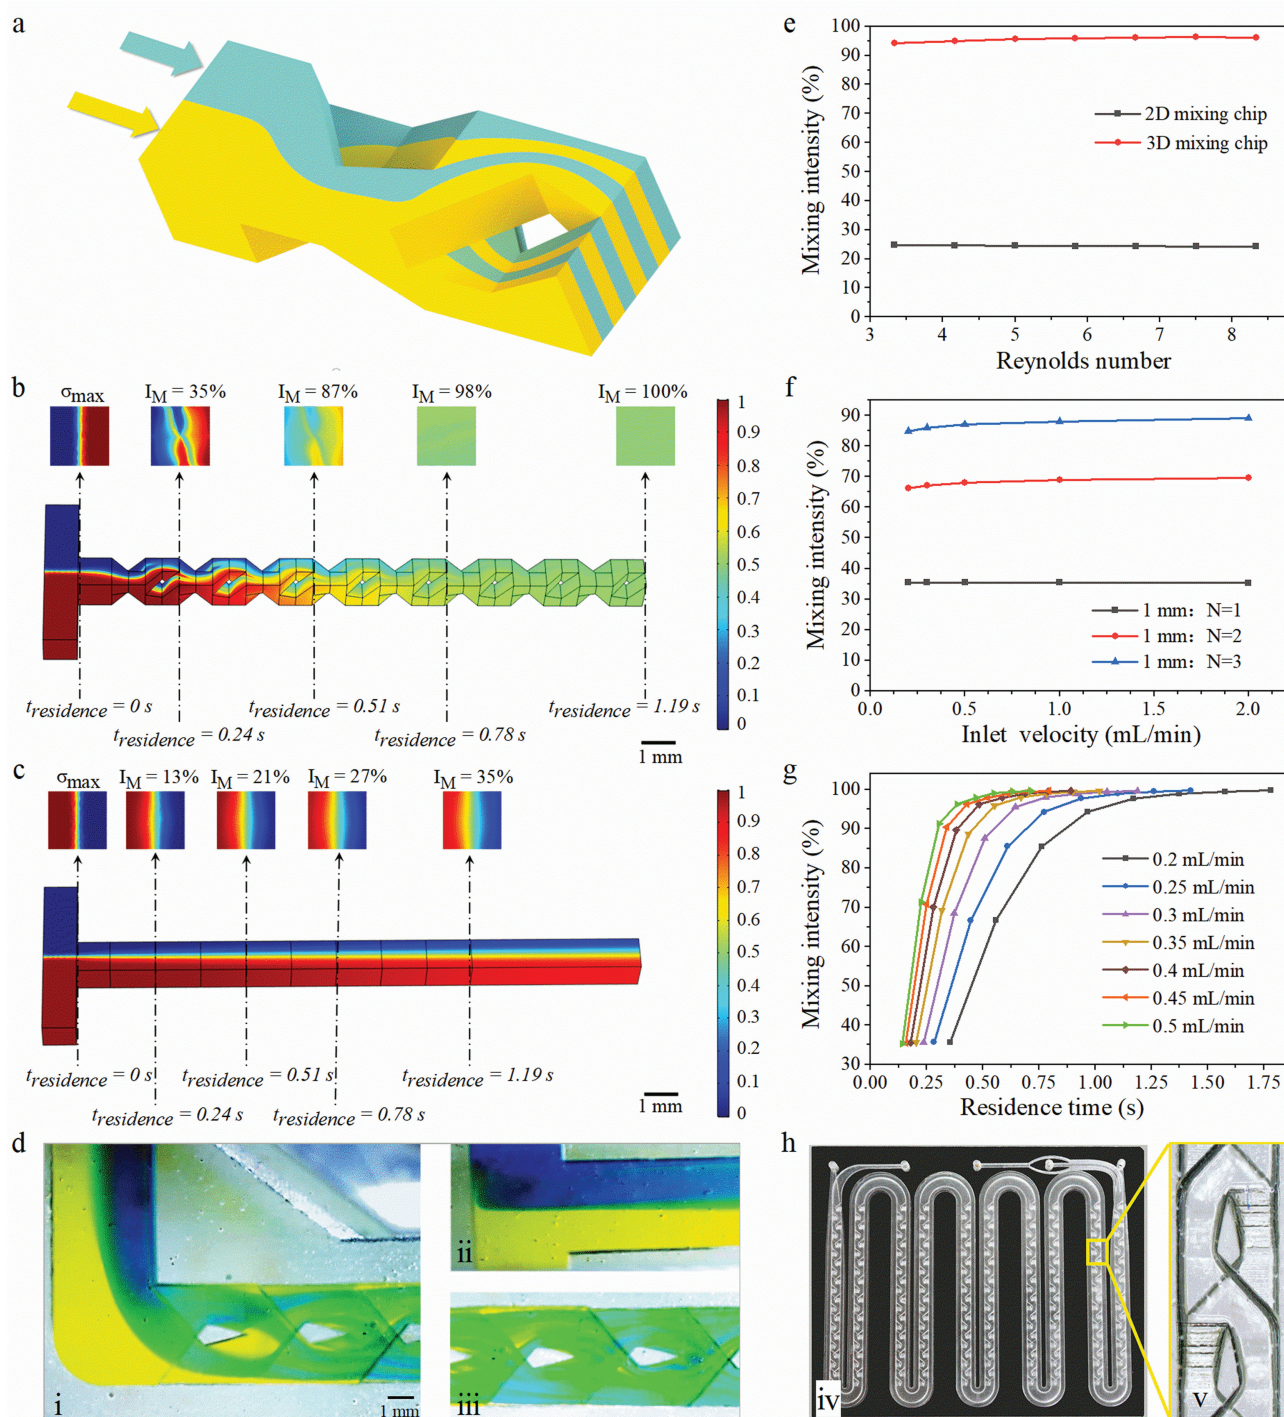 a
b
σmax
IM = 35%
IM = 87%
IM = 98%
IM = 100%
1
0.9
0.8
0.7
0.6
0.5
0.4
0.3
0.2
0.1
0
tresidence = 0 s
tresidence = 0.51 s
tresidence = 1.19 s
tresidence = 0.24 s
tresidence = 0.78 s
1 mm
c
σmax
IM = 13%
IM = 21%
IM = 27%
IM = 35%
1
0.9
0.8
0.7
0.6
0.5
0.4
0.3
0.2
0.1
0
tresidence = 0 s
tresidence = 0.51 s
tresidence = 1.19 s
tresidence = 0.24 s
tresidence = 0.78 s
1 mm
d
i
1 mm
ii
iii
e
100
90
80
70
60
50
40
30
20
10
0
Mixing intensity (%)
2D mixing chip
3D mixing chip
3 4 5 6 7 8
Reynolds number
f
90
80
70
60
50
40
30
20
10
0
Mixing intensity (%)
1 mm: N=1
1 mm: N=2
1 mm: N=3
0.0 0.5 1.0 1.5 2.0
Inlet velocity (mL/min)
g
100
90
80
70
60
50
40
30
Mixing intensity (%)
0.2 mL/min
0.25 mL/min
0.3 mL/min
0.35 mL/min
0.4 mL/min
0.45 mL/min
0.5 mL/min
0.00 0.25 0.50 0.75 1.00 1.25 1.50 1.75
Residence time (s)
h
iv
v